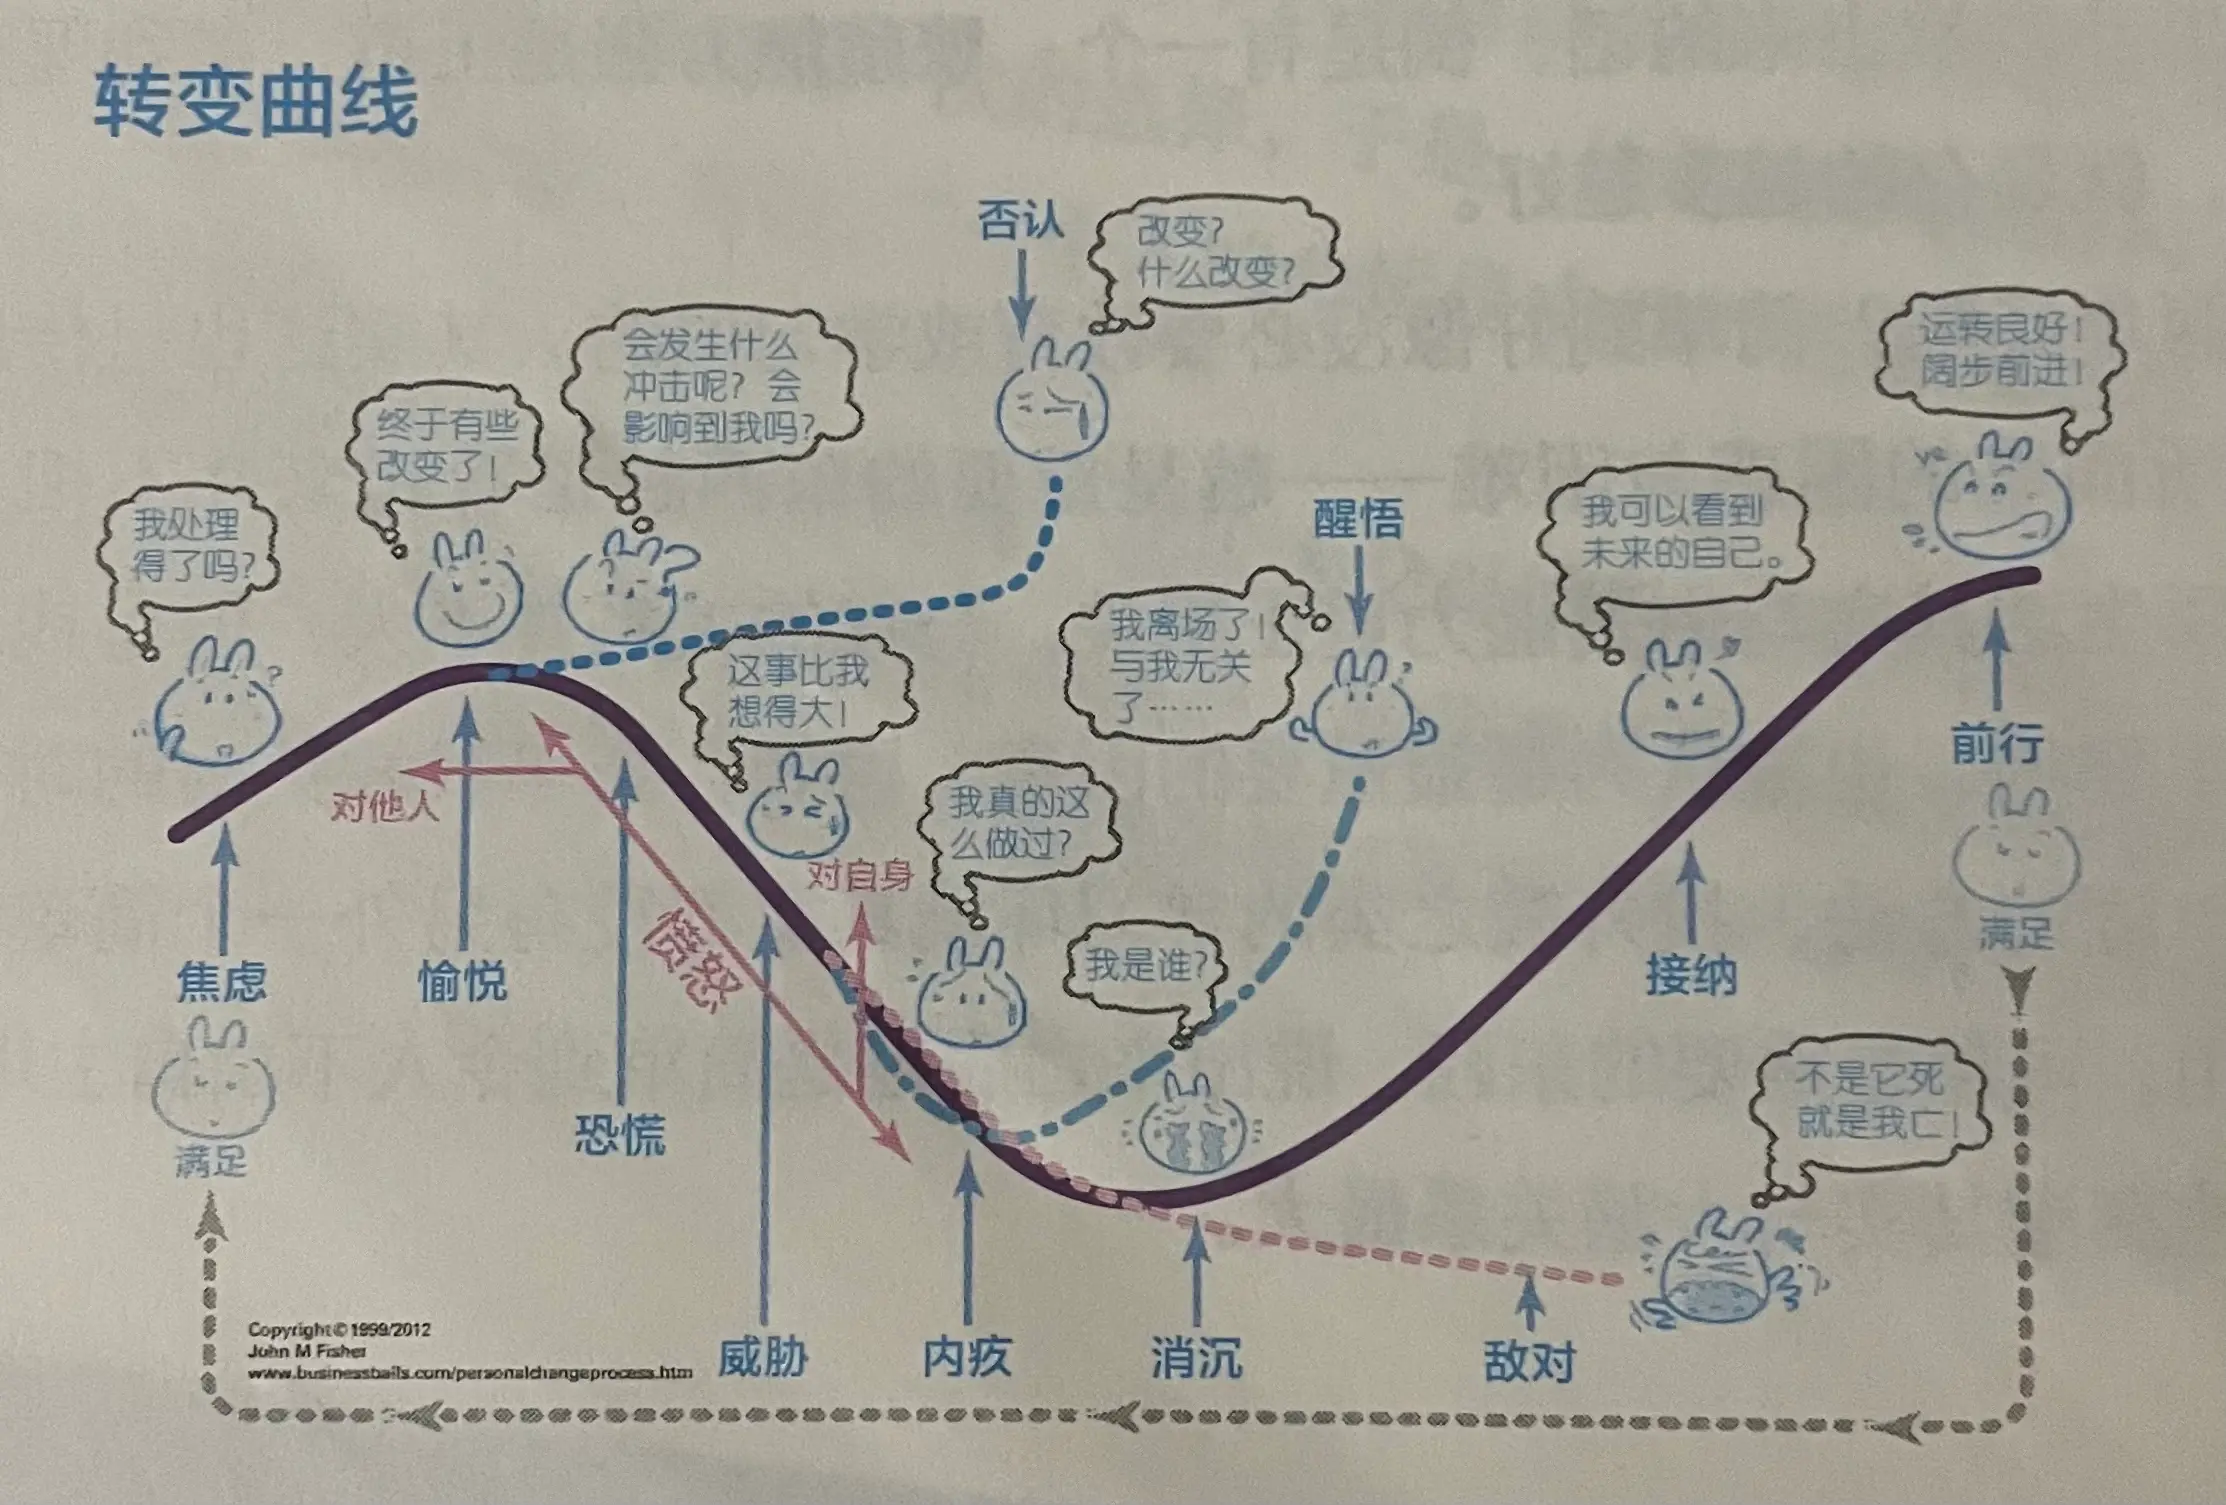 转变曲线
否认
改变?
什么改变?
会发生什么
冲击呢? 会
影响到我吗?
运转良好!
阔步前进!
终于有些
改变了!
我处理
得了吗?
醒悟
我可以看到
未来的自己。
我离场了!
与我无关
了……
这事比我
想得大!
前行
对他人
我真的这
么做过?
对自身
愤怒
我是谁?
满足
焦虑
愉悦
接纳
恐慌
满足
不是它死
就是我亡!
威胁
内疚
消沉
敌对
Copyright©1999/2012
John M Fisher
www.businessballs.com/personalchangeprocess.htm